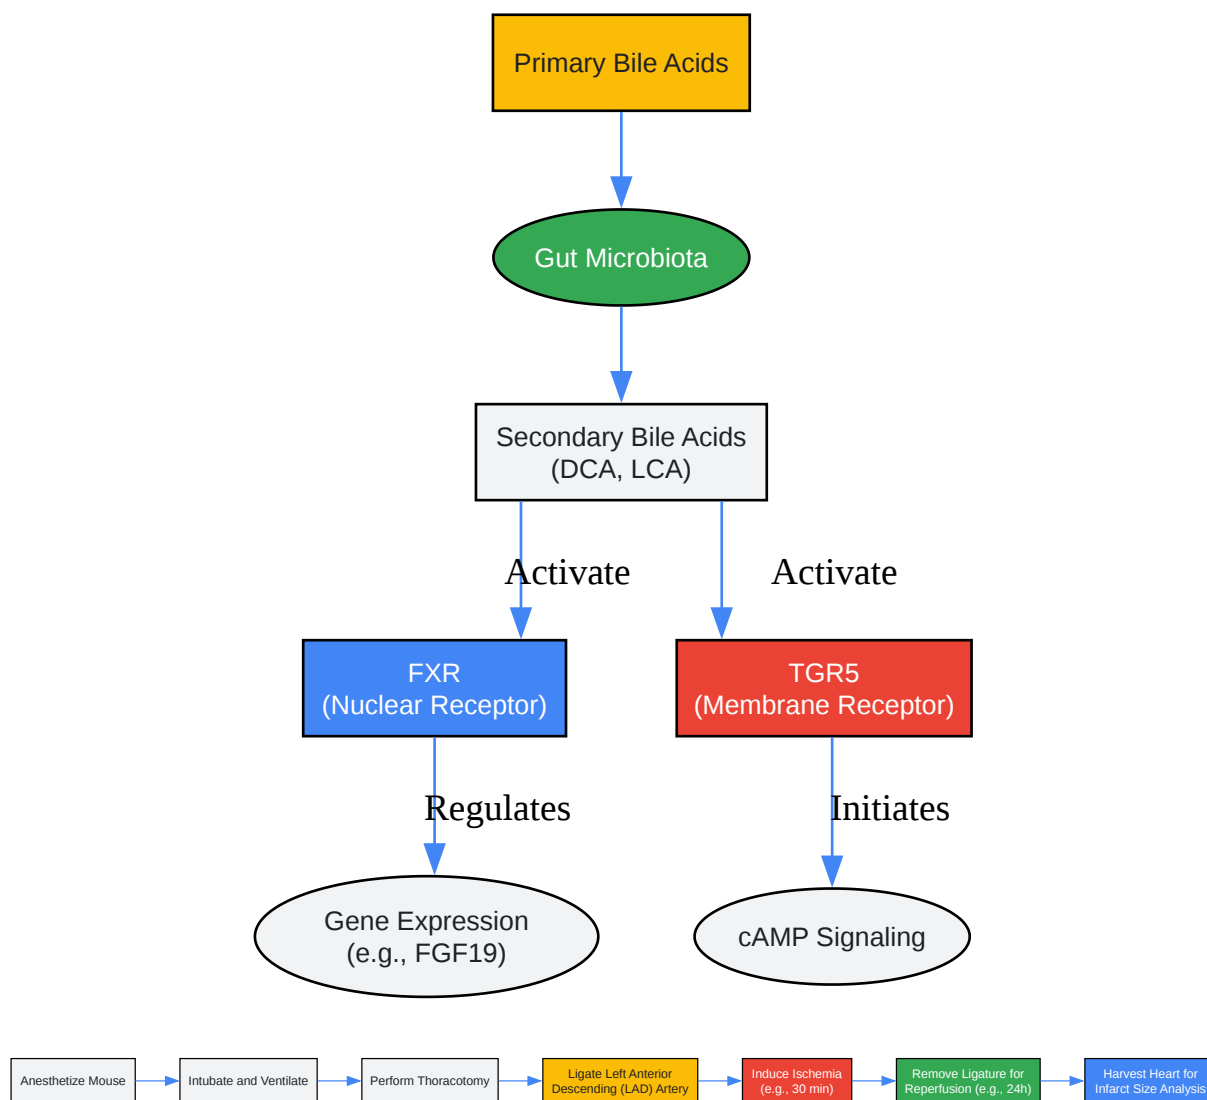 Primary Bile Acids
Gut Microbiota
Secondary Bile Acids
(DCA, LCA)
Activate
Activate
FXR
(Nuclear Receptor)
TGR5
(Membrane Receptor)
Regulates
Initiates
Gene Expression
(e.g., FGF19)
cAMP Signaling
Anesthetize Mouse
Intubate and Ventilate
Perform Thoracotomy
Ligate Left Anterior
Descending (LAD) Artery
Induce Ischemia
(e.g., 30 min)
Remove Ligature for
Reperfusion (e.g., 24h)
Harvest Heart for
Infarct Size Analysis